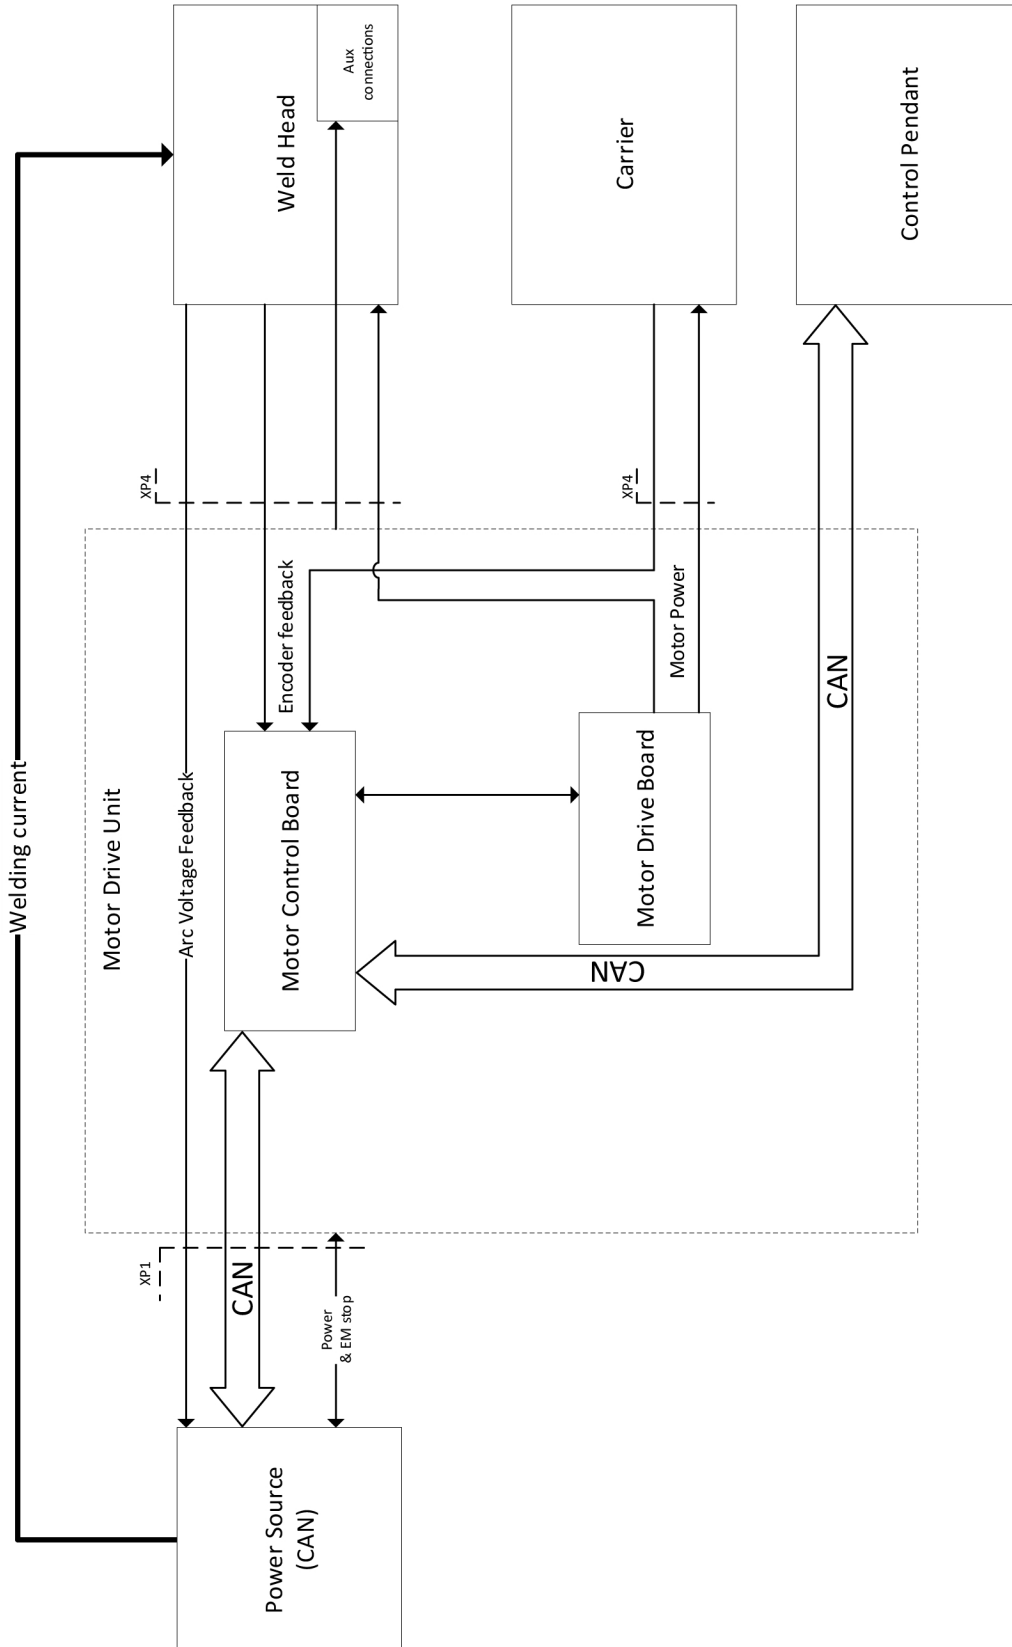 Welding current
Power Source
(CAN)
XP1
CAN
Power
& EM stop
Motor Drive Unit
Arc Voltage Feedback
Motor Control Board
Encoder feedback
CAN
Motor Drive Board
Motor Power
CAN
XP4
XP4
Weld Head
Aux
connections
Carrier
Control Pendant